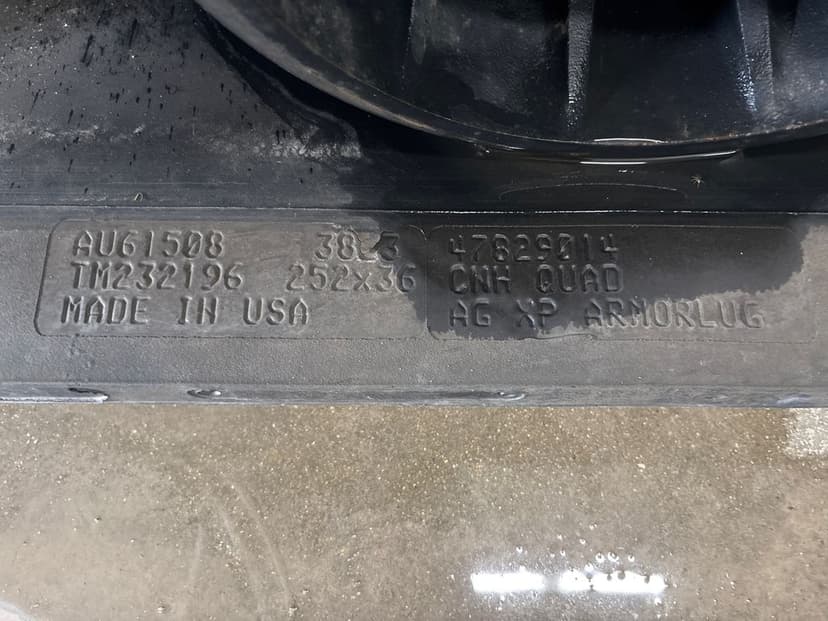 AU61508
TM232196 252x36
MADE IN USA
47829014
CNH QUAD
AG XP ARMORLUG